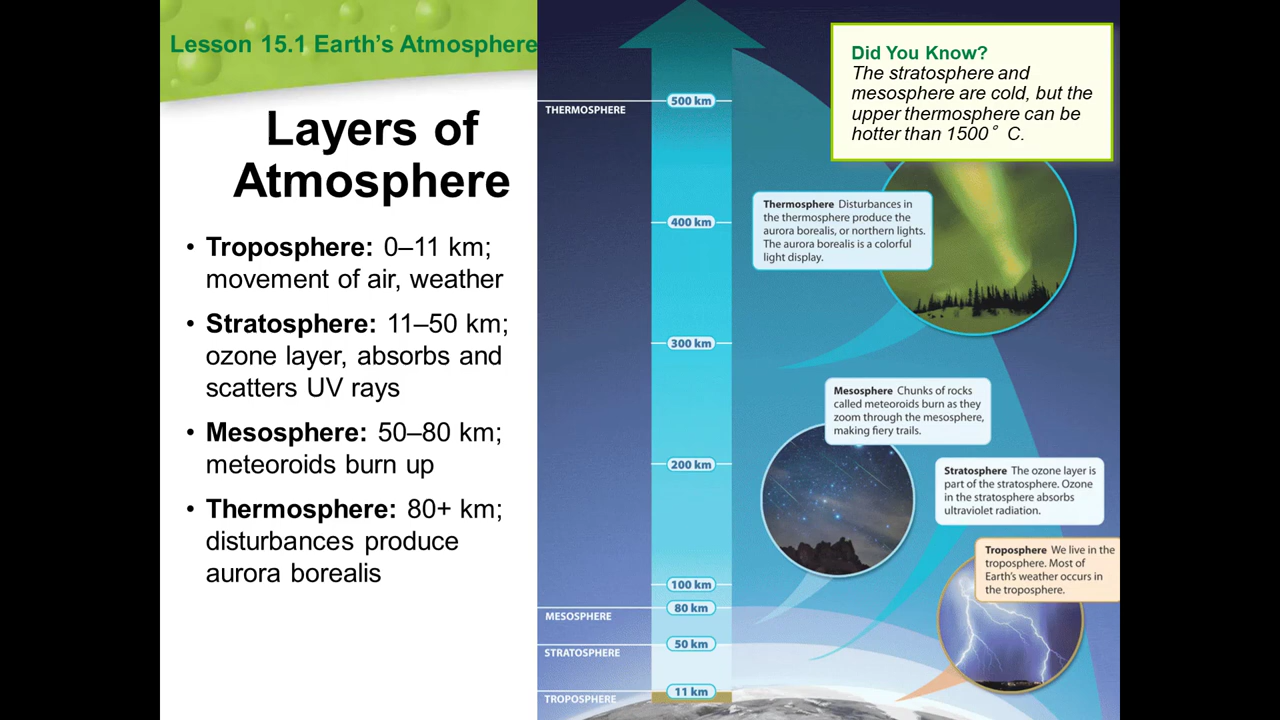 Lesson 15.1 Earth's Atmosphere
Layers of
Atmosphere
• Troposphere: 0–11 km;
movement of air, weather
• Stratosphere: 11–50 km;
ozone layer, absorbs and
scatters UV rays
• Mesosphere: 50–80 km;
meteoroids burn up
• Thermosphere: 80+ km;
disturbances produce
aurora borealis
Did You Know?
The stratosphere and
mesosphere are cold, but the
upper thermosphere can be
hotter than 1500° C.
500 km
THERMOSPHERE
Thermosphere Disturbances in
the thermosphere produce the
aurora borealis, or northern lights.
The aurora borealis is a colorful
light display.
400 km
300 km
Mesosphere Chunks of rocks
called meteoroids burn as they
zoom through the mesosphere,
making fiery trails.
200 km
Stratosphere The ozone layer is
part of the stratosphere. Ozone
in the stratosphere absorbs
ultraviolet radiation.
Troposphere We live in the
troposphere. Most of
Earth's weather occurs in
the troposphere.
100 km
80 km
MESOSPHERE
50 km
STRATOSPHERE
11 km
TROPOSPHERE